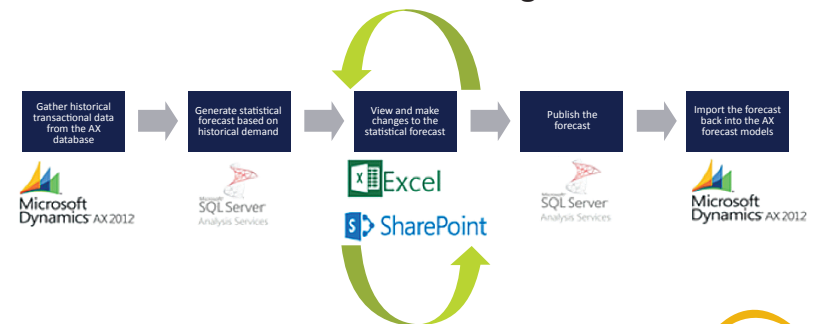 Gather historical
transactional data
from the AX
database
Generate statistical
forecast based on
historical demand
View and make
changes to the
statistical forecast
Publish the
forecast
Import the forecast
back into the AX
forecast models
Microsoft
Dynamics AX 2012
SQL Server
Analysis Services
Excel
SharePoint
SQL Server
Analysis Services
Microsoft
Dynamics AX 2012